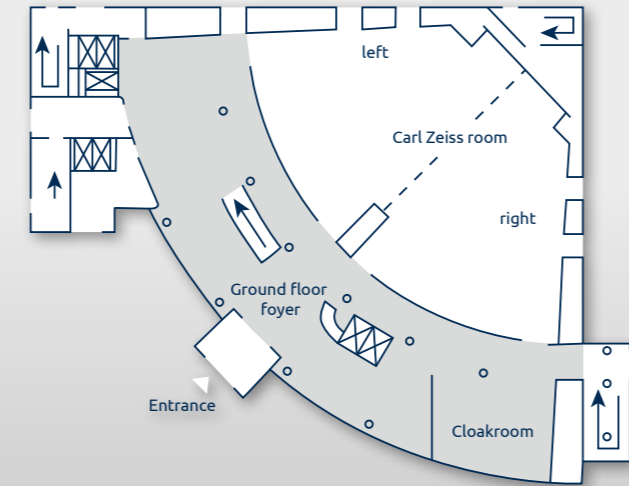 left
Carl Zeiss room
right
Ground floor
foyer
Entrance
Cloakroom